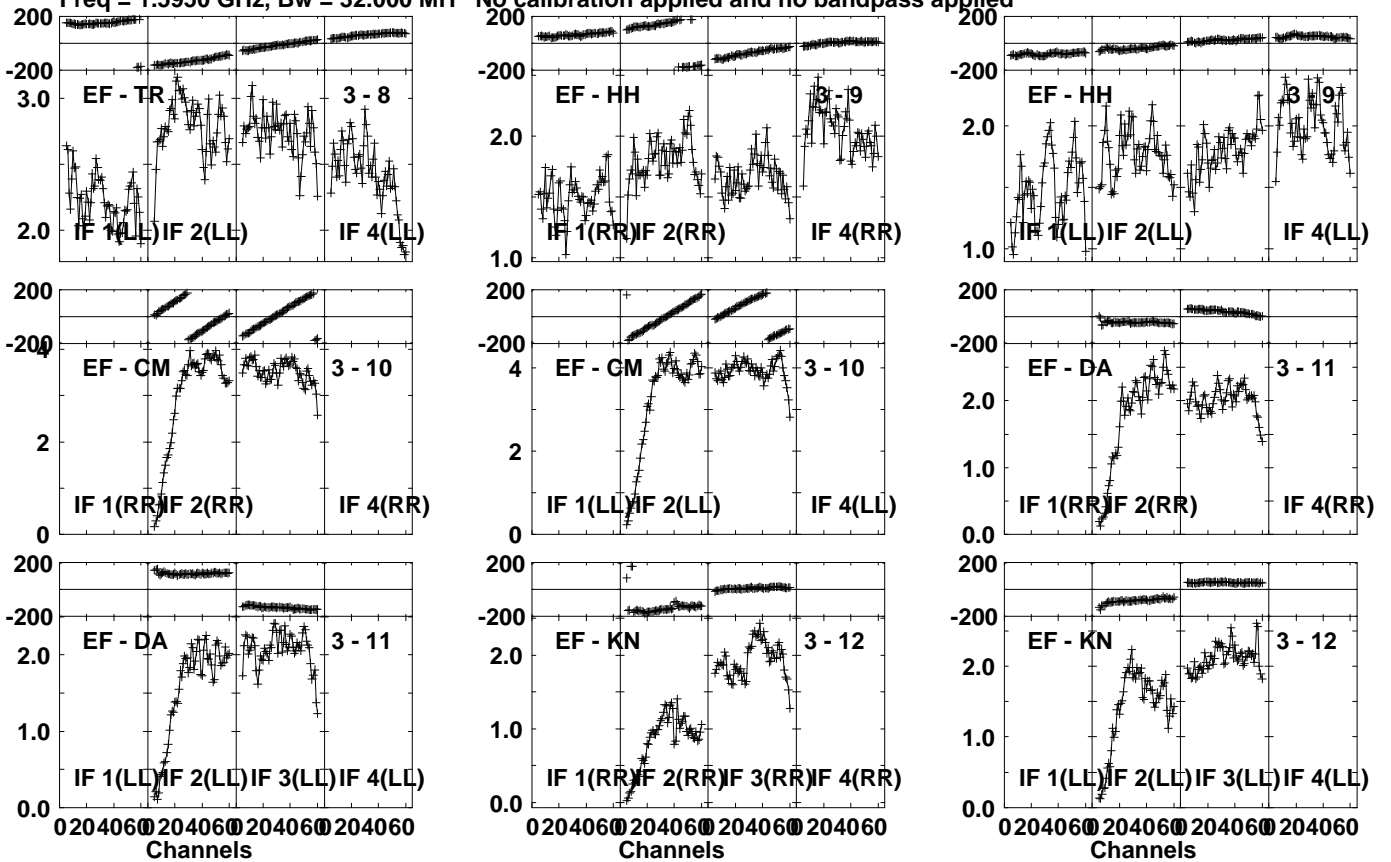 Freq = 1.5950 GHz, Bw = 32.000 MH No calibration applied and no bandpass applied
200
-200
EF - TR
3 - 8
3.0
2.0
IF 1(LL) IF 2(LL) IF 4(LL)
200
-200
EF - HH
3 - 9
2.0
1.0
IF 1(RR) IF 2(RR) IF 4(RR)
200
-200
EF - HH
3 - 9
2.0
1.0
IF 1(LL) IF 2(LL) IF 4(LL)
200
-200
EF - CM
3 - 10
4
2
0
IF 1(RR) IF 2(RR) IF 4(RR)
200
-200
EF - CM
3 - 10
4
2
0
IF 1(LL) IF 2(LL) IF 4(LL)
200
-200
EF - DA
3 - 11
2.0
1.0
0.0
IF 1(RR) IF 2(RR) IF 4(RR)
200
-200
EF - DA
3 - 11
2.0
1.0
0.0
IF 1(LL) IF 2(LL) IF 3(LL) IF 4(LL)
0 20 40 60 0 20 40 60 0 20 40 60 0 20 40 60
Channels
200
-200
EF - KN
3 - 12
2.0
1.0
0.0
IF 1(RR) IF 2(RR) IF 3(RR) IF 4(RR)
0 20 40 60 0 20 40 60 0 20 40 60 0 20 40 60
Channels
200
-200
EF - KN
3 - 12
2.0
1.0
0.0
IF 1(LL) IF 2(LL) IF 3(LL) IF 4(LL)
0 20 40 60 0 20 40 60 0 20 40 60 0 20 40 60
Channels